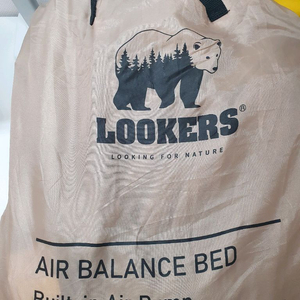 LOOKERS®
LOOKING FOR NATURE
AIR BALANCE BED
Built-in Air Pump